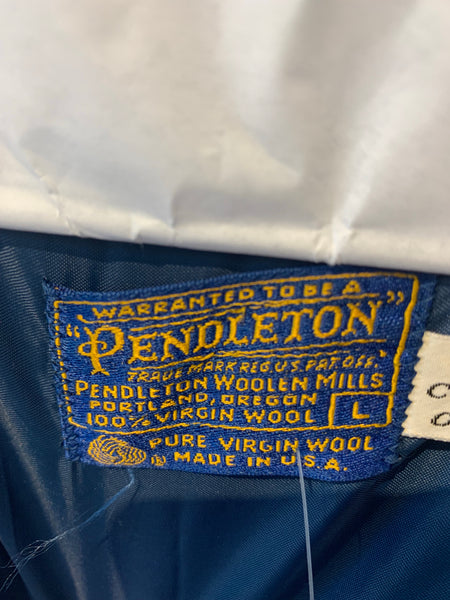 WARRANTED TO BE A
"PENDLETON"
TRADE MARK REG. U.S. PAT. OFF.
PENDLETON WOOLEN MILLS
PORTLAND, OREGON
100% VIRGIN WOOL L
® PURE VIRGIN WOOL
MADE IN U.S.A.